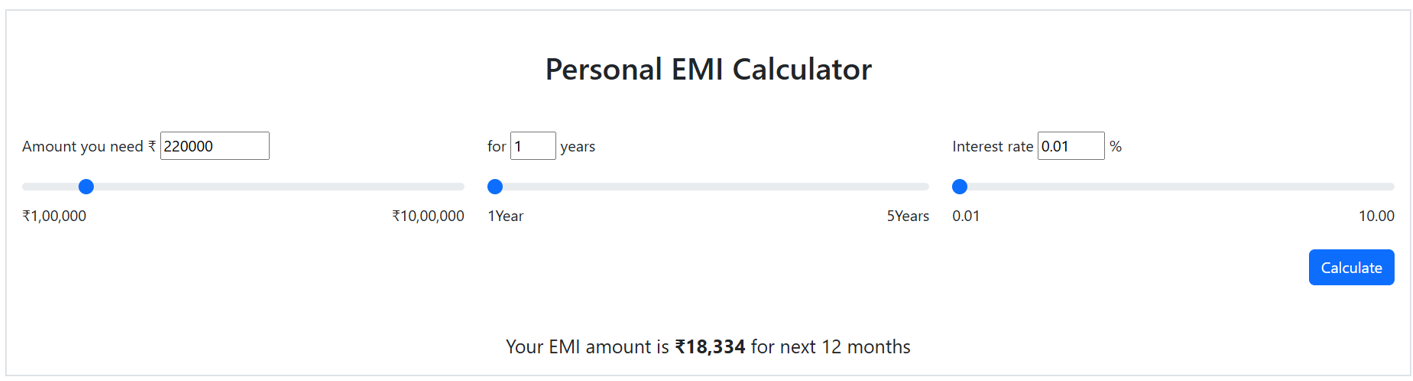 Personal EMI Calculator
Amount you need ₹ 220000 for 1 years Interest rate 0.01 %
₹1,00,000 ₹10,00,000 1Year 5Years 0.01 10.00
Calculate
Your EMI amount is ₹18,334 for next 12 months